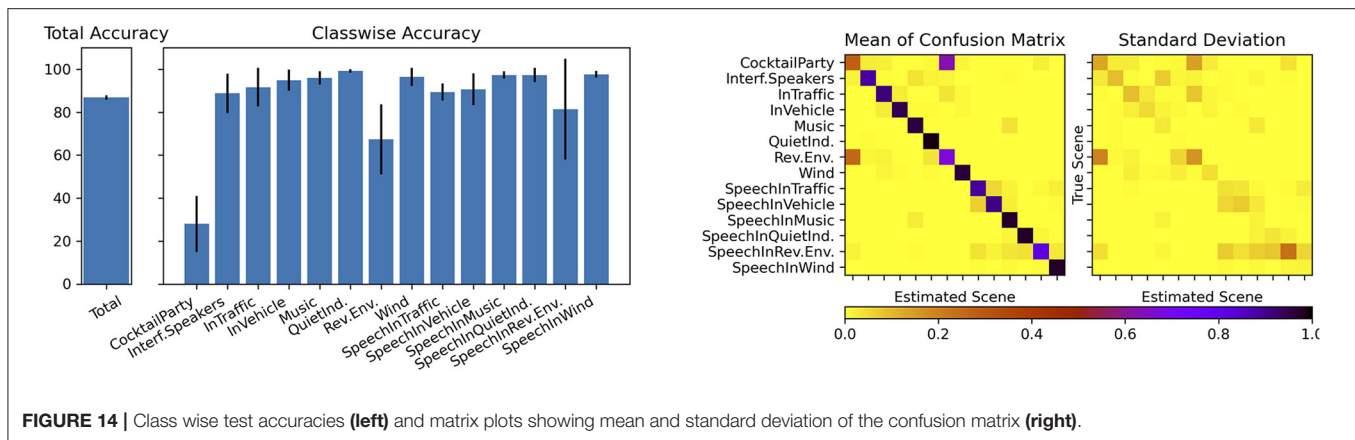 Total Accuracy
Classwise Accuracy
100
80
60
40
20
0
Total
CocktailParty
Interf.Speakers
InTraffic
InVehicle
Music
QuietInd.
Rev.Env.
Wind
SpeechInTraffic
SpeechInVehicle
SpeechInMusic
SpeechInQuietInd.
SpeechInRev.Env.
SpeechInWind
Mean of Confusion Matrix
Standard Deviation
CocktailParty
Interf.Speakers
InTraffic
InVehicle
Music
QuietInd.
Rev.Env.
Wind
SpeechInTraffic
SpeechInVehicle
SpeechInMusic
SpeechInQuietInd.
SpeechInRev.Env.
SpeechInWind
True Scene
Estimated Scene
Estimated Scene
0.0 0.2 0.4 0.6 0.8 1.0
FIGURE 14 | Class wise test accuracies (left) and matrix plots showing mean and standard deviation of the confusion matrix (right).